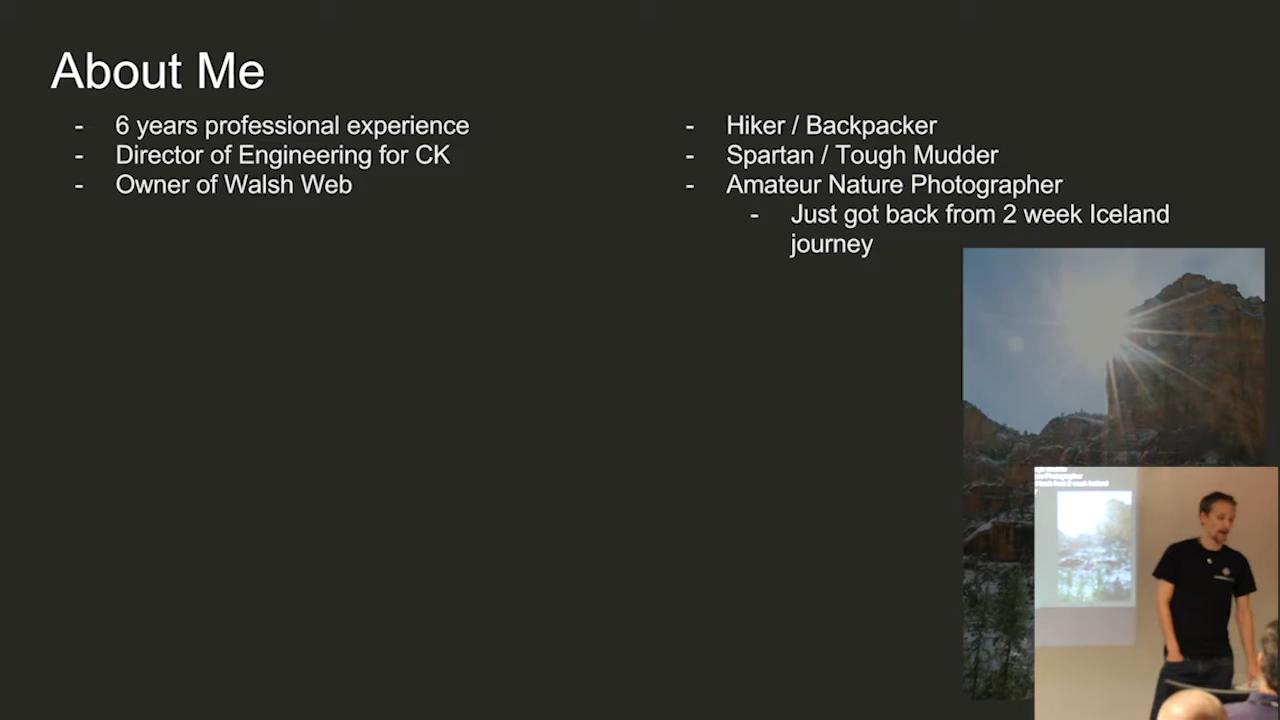 About Me
- 6 years professional experience
- Director of Engineering for CK
- Owner of Walsh Web
- Hiker / Backpacker
- Spartan / Tough Mudder
- Amateur Nature Photographer
- Just got back from 2 week Iceland
journey